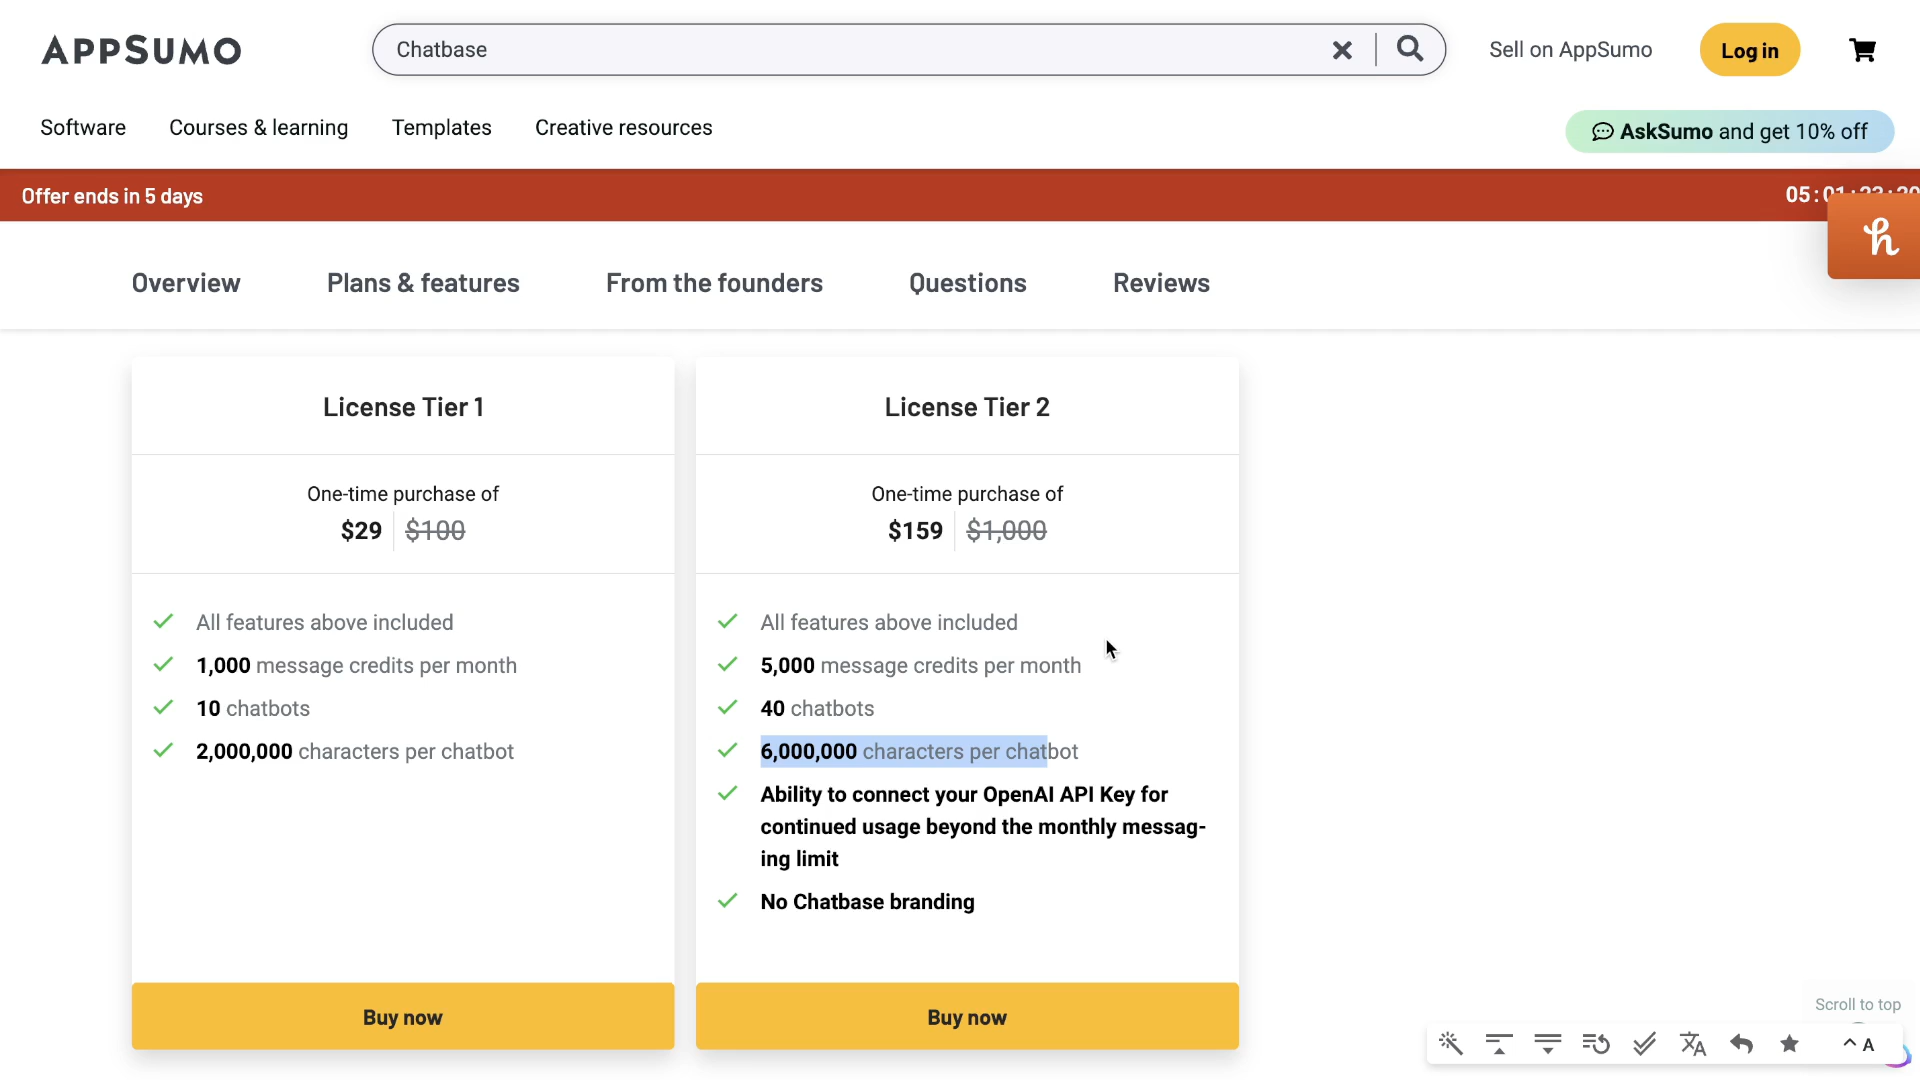 APPSUMO
Chatbase
Sell on AppSumo
Log in
Software
Courses & learning
Templates
Creative resources
AskSumo and get 10% off
Offer ends in 5 days
Overview
Plans & features
From the founders
Questions
Reviews
License Tier 1
One-time purchase of
$29 $100
All features above included
1,000 message credits per month
10 chatbots
2,000,000 characters per chatbot
Buy now
License Tier 2
One-time purchase of
$159 $1,000
All features above included
5,000 message credits per month
40 chatbots
6,000,000 characters per chatbot
Ability to connect your OpenAI API Key for
continued usage beyond the monthly messag-
ing limit
No Chatbase branding
Buy now
Scroll to top
A